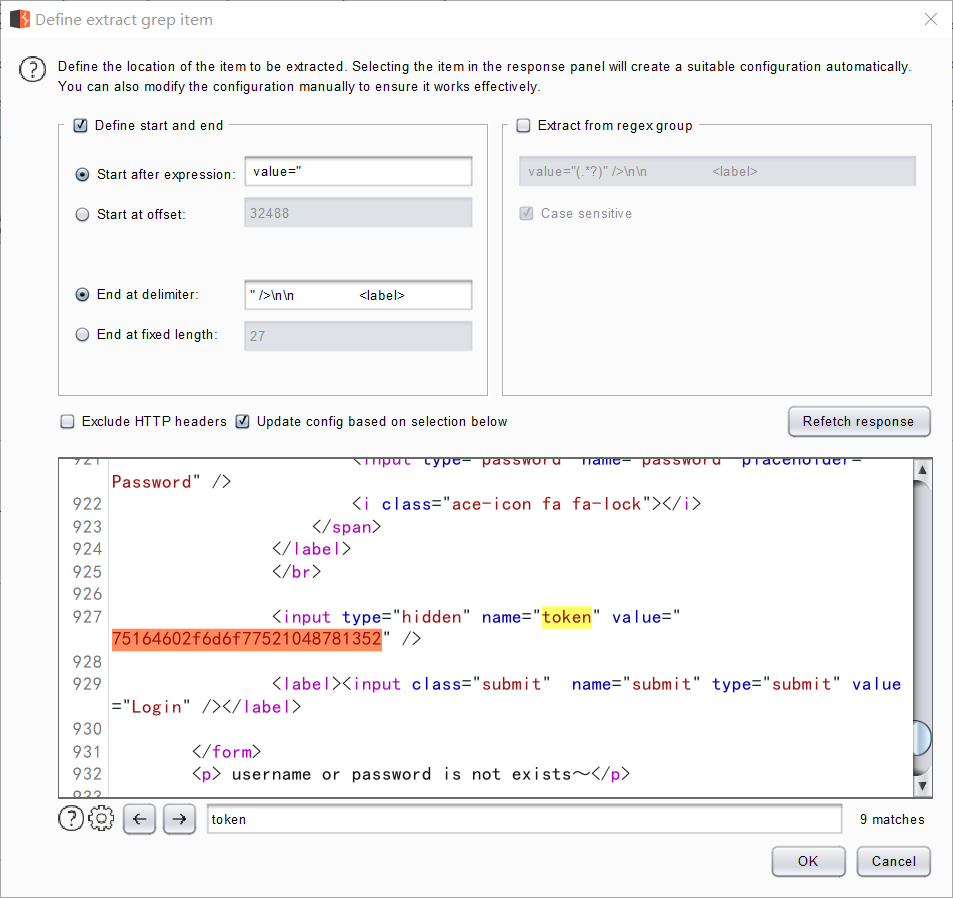 Define extract grep item
Define the location of the item to be extracted. Selecting the item in the response panel will create a suitable configuration automatically.
You can also modify the configuration manually to ensure it works effectively.
Define start and end
Start after expression: value="
Start at offset: 32488
End at delimiter: " />\n\n                <label>
End at fixed length: 27
Extract from regex group
value="(.*?)" />\n\n                <label>
Case sensitive
Exclude HTTP headers
Update config based on selection below
Refetch response
921 <input type="password" name="password" placeholder=
Password" />
922 <i class="ace-icon fa fa-lock"></i>
923 </span>
924 </label>
925 </br>
926
927 <input type="hidden" name="token" value="
75164602f6d6f77521048781352" />
928
929 <label><input class="submit"  name="submit" type="submit" value
="Login" /></label>
930
931 </form>
932 <p> username or password is not exists～</p>
933
token
9 matches
OK
Cancel